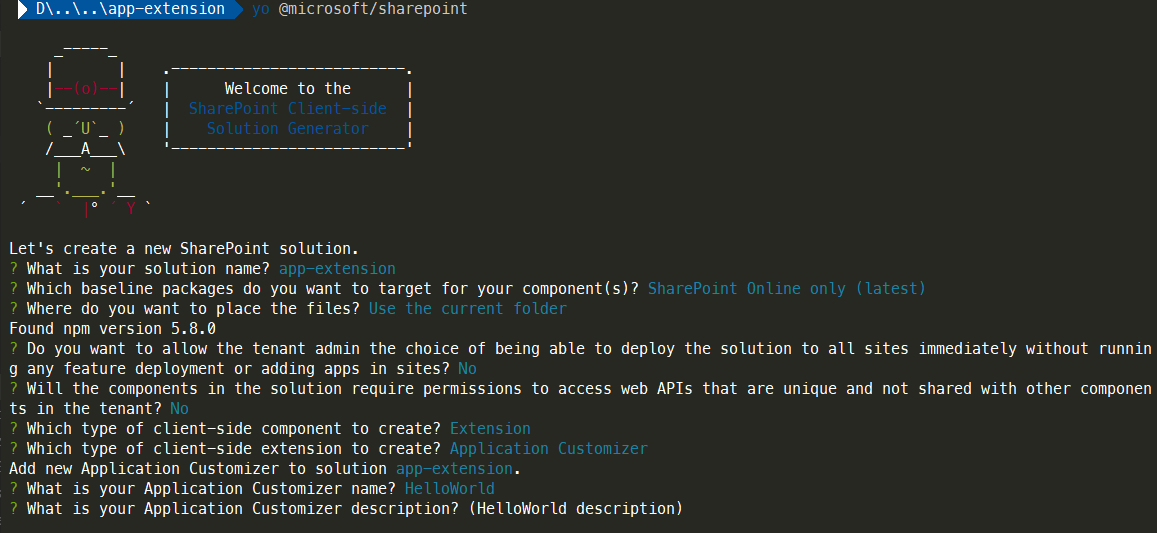 D\..\..\app-extension yo @microsoft/sharepoint
     _-----_
    |       |    .--------------------------.
    |--(o)--|    |      Welcome to the      |
   `---------´   |  SharePoint Client-side  |
    ( _´U`_ )    |    Solution Generator    |
    /___A___\    '--------------------------'
     |  ~  |
   __'.___.'__
 ´   `  |° ´ Y `
Let's create a new SharePoint solution.
? What is your solution name? app-extension
? Which baseline packages do you want to target for your component(s)? SharePoint Online only (latest)
? Where do you want to place the files? Use the current folder
Found npm version 5.8.0
? Do you want to allow the tenant admin the choice of being able to deploy the solution to all sites immediately without runnin
g any feature deployment or adding apps in sites? No
? Will the components in the solution require permissions to access web APIs that are unique and not shared with other componen
ts in the tenant? No
? Which type of client-side component to create? Extension
? Which type of client-side extension to create? Application Customizer
Add new Application Customizer to solution app-extension.
? What is your Application Customizer name? HelloWorld
? What is your Application Customizer description? (HelloWorld description)